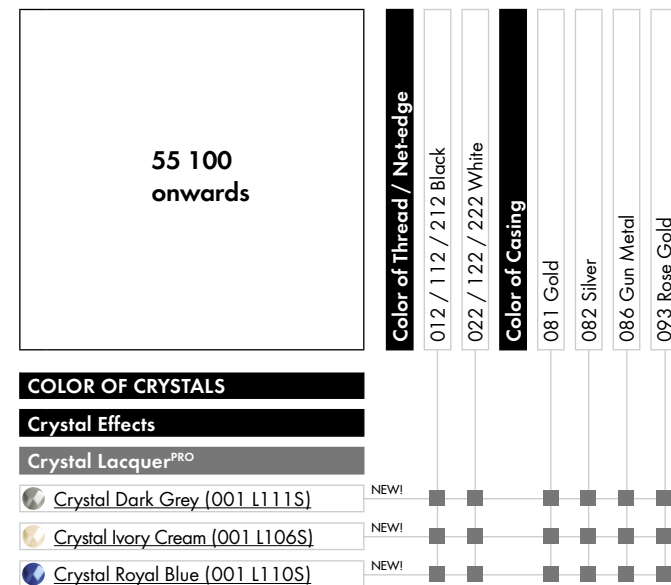 55 100
onwards
Color of Thread / Net-edge
012 / 112 / 212 Black
022 / 122 / 222 White
Color of Casing
081 Gold
082 Silver
086 Gun Metal
093 Rose Gold
COLOR OF CRYSTALS
Crystal Effects
Crystal LacquerPRO
Crystal Dark Grey (001 L111S) NEW!
Crystal Ivory Cream (001 L106S) NEW!
Crystal Royal Blue (001 L110S) NEW!